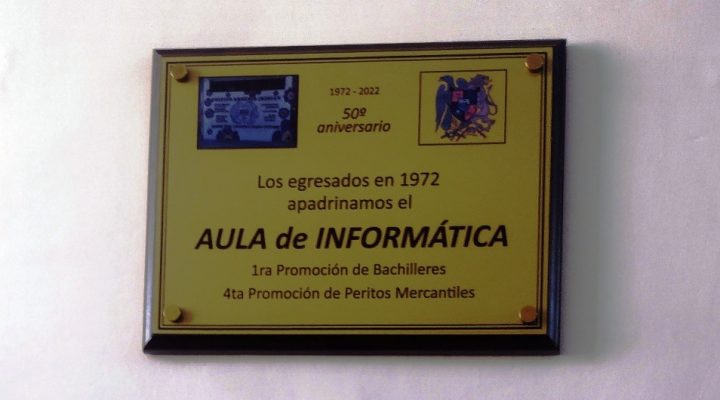 1972 - 2022
50º
aniversario
Los egresados en 1972
apadrinamos el
AULA de INFORMÁTICA
1ra Promoción de Bachilleres
4ta Promoción de Peritos Mercantiles